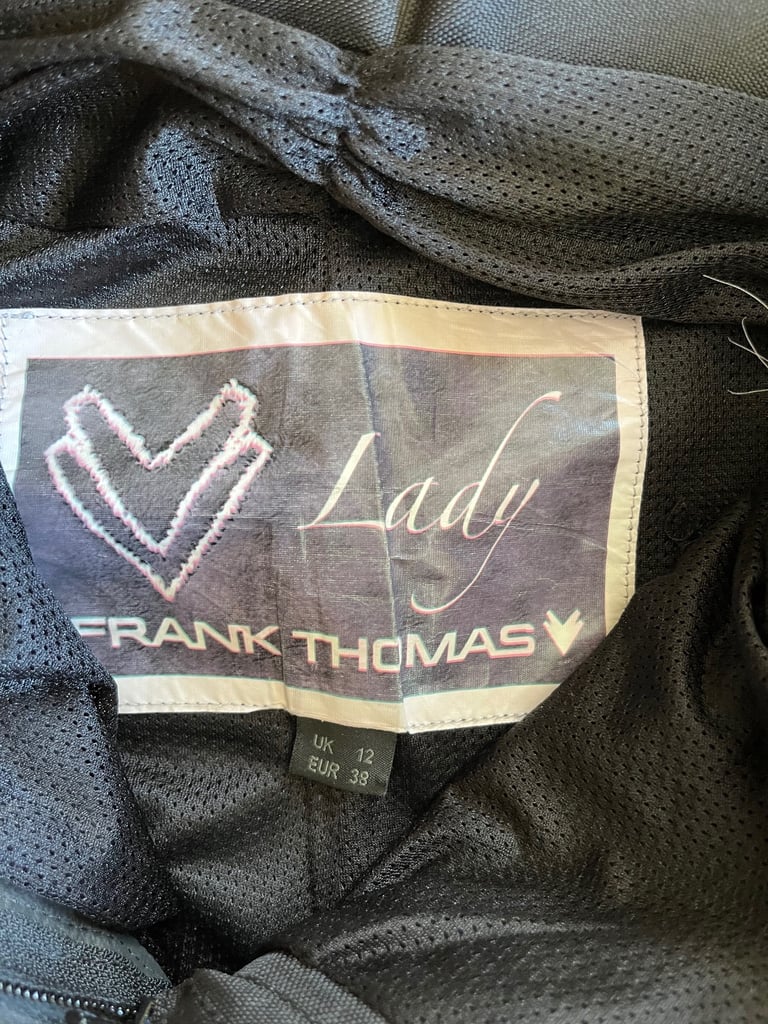 Lady
FRANK THOMAS
UK 12
EUR 38